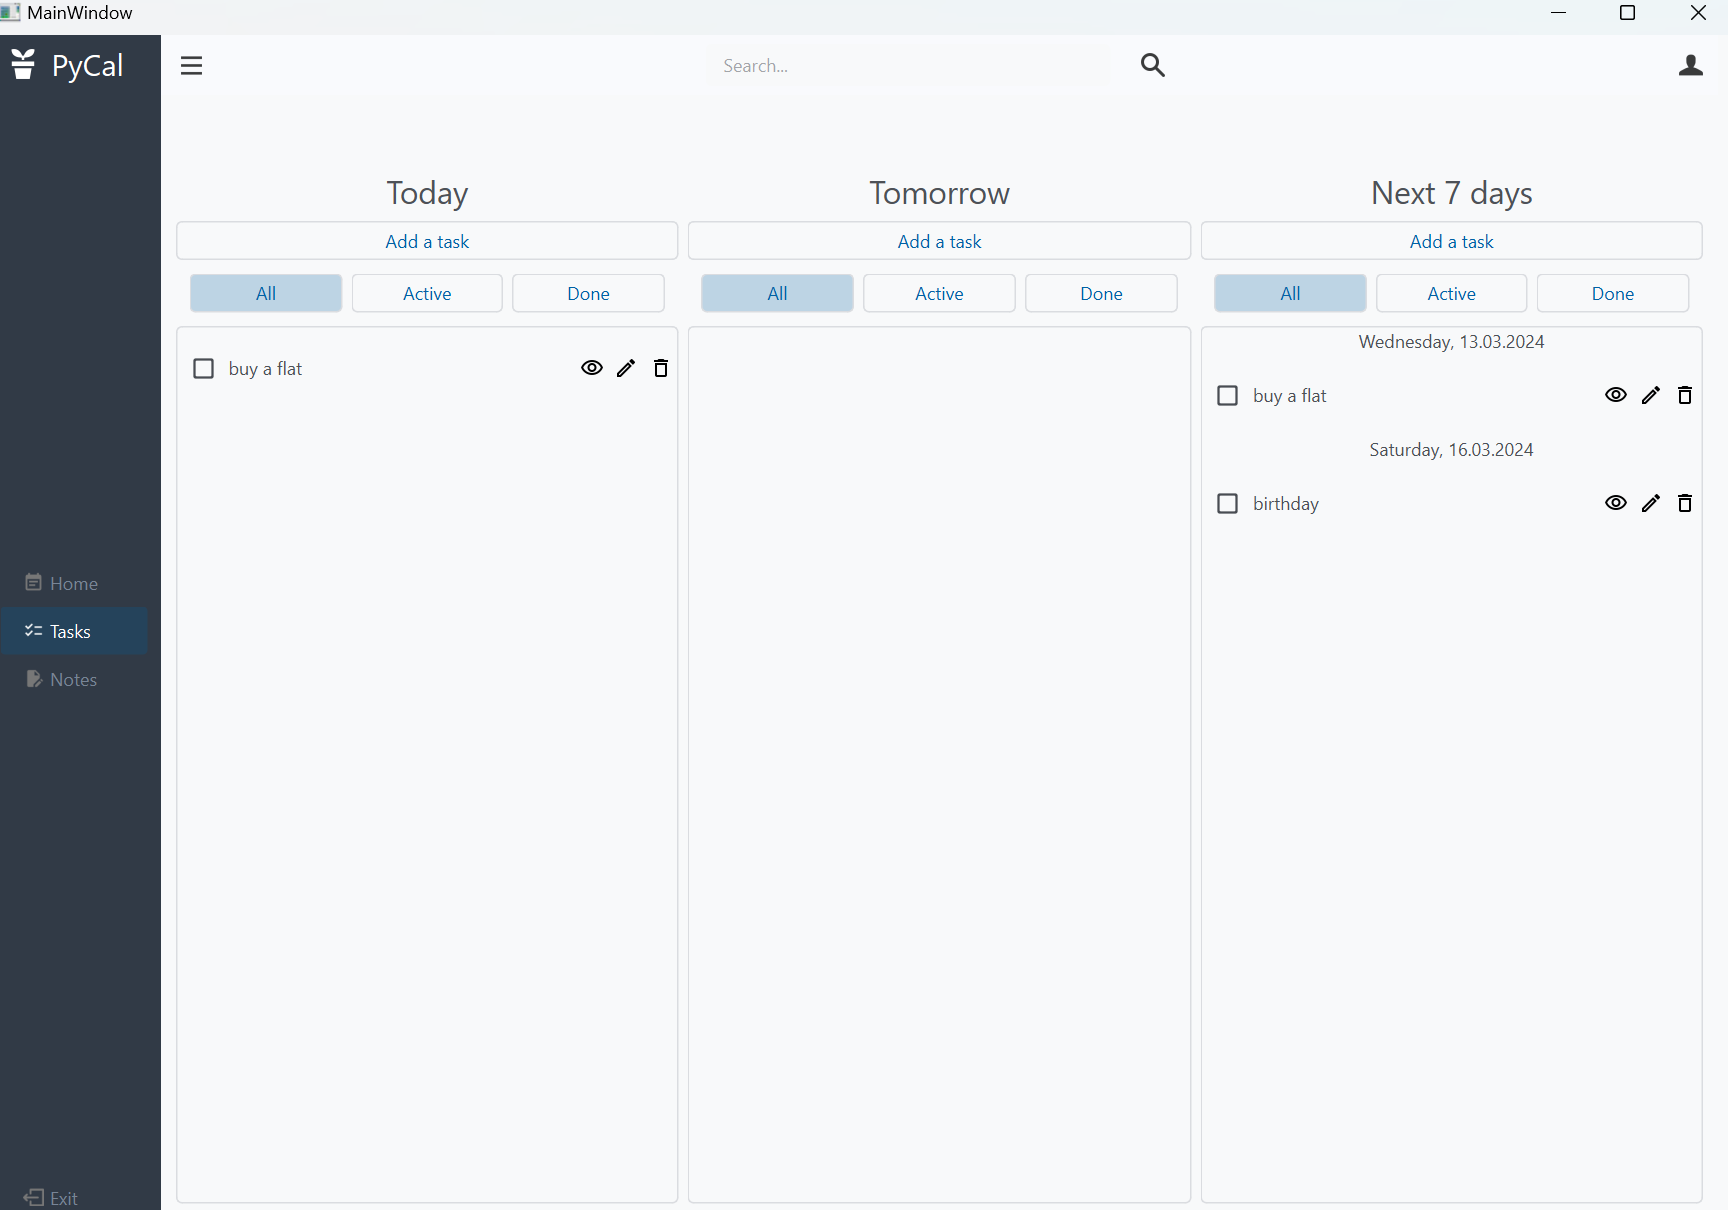 MainWindow
PyCal
Search...
Today
Add a task
All Active Done
buy a flat
Tomorrow
Add a task
All Active Done
Next 7 days
Add a task
All Active Done
Wednesday, 13.03.2024
buy a flat
Saturday, 16.03.2024
birthday
Home
Tasks
Notes
Exit